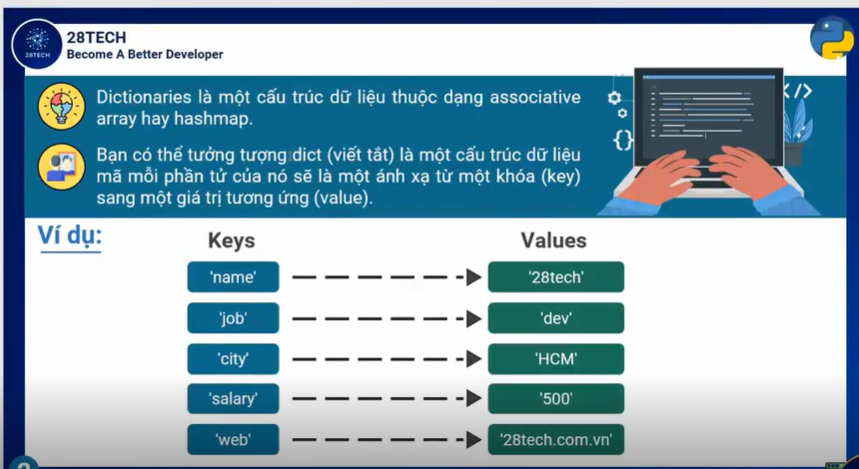 28TECH
Become A Better Developer
28TECH
Dictionaries là một cấu trúc dữ liệu thuộc dạng associative
array hay hashmap.
</>
{}
Bạn có thể tưởng tượng dict (viết tắt) là một cấu trúc dữ liệu
mã mỗi phần tử của nó sẽ là một ánh xạ từ một khóa (key)
sang một giá trị tương ứng (value).
Ví dụ:
Keys Values
'name' '28tech'
'job' 'dev'
'city' 'HCM'
'salary' '500'
'web' '28tech.com.vn'